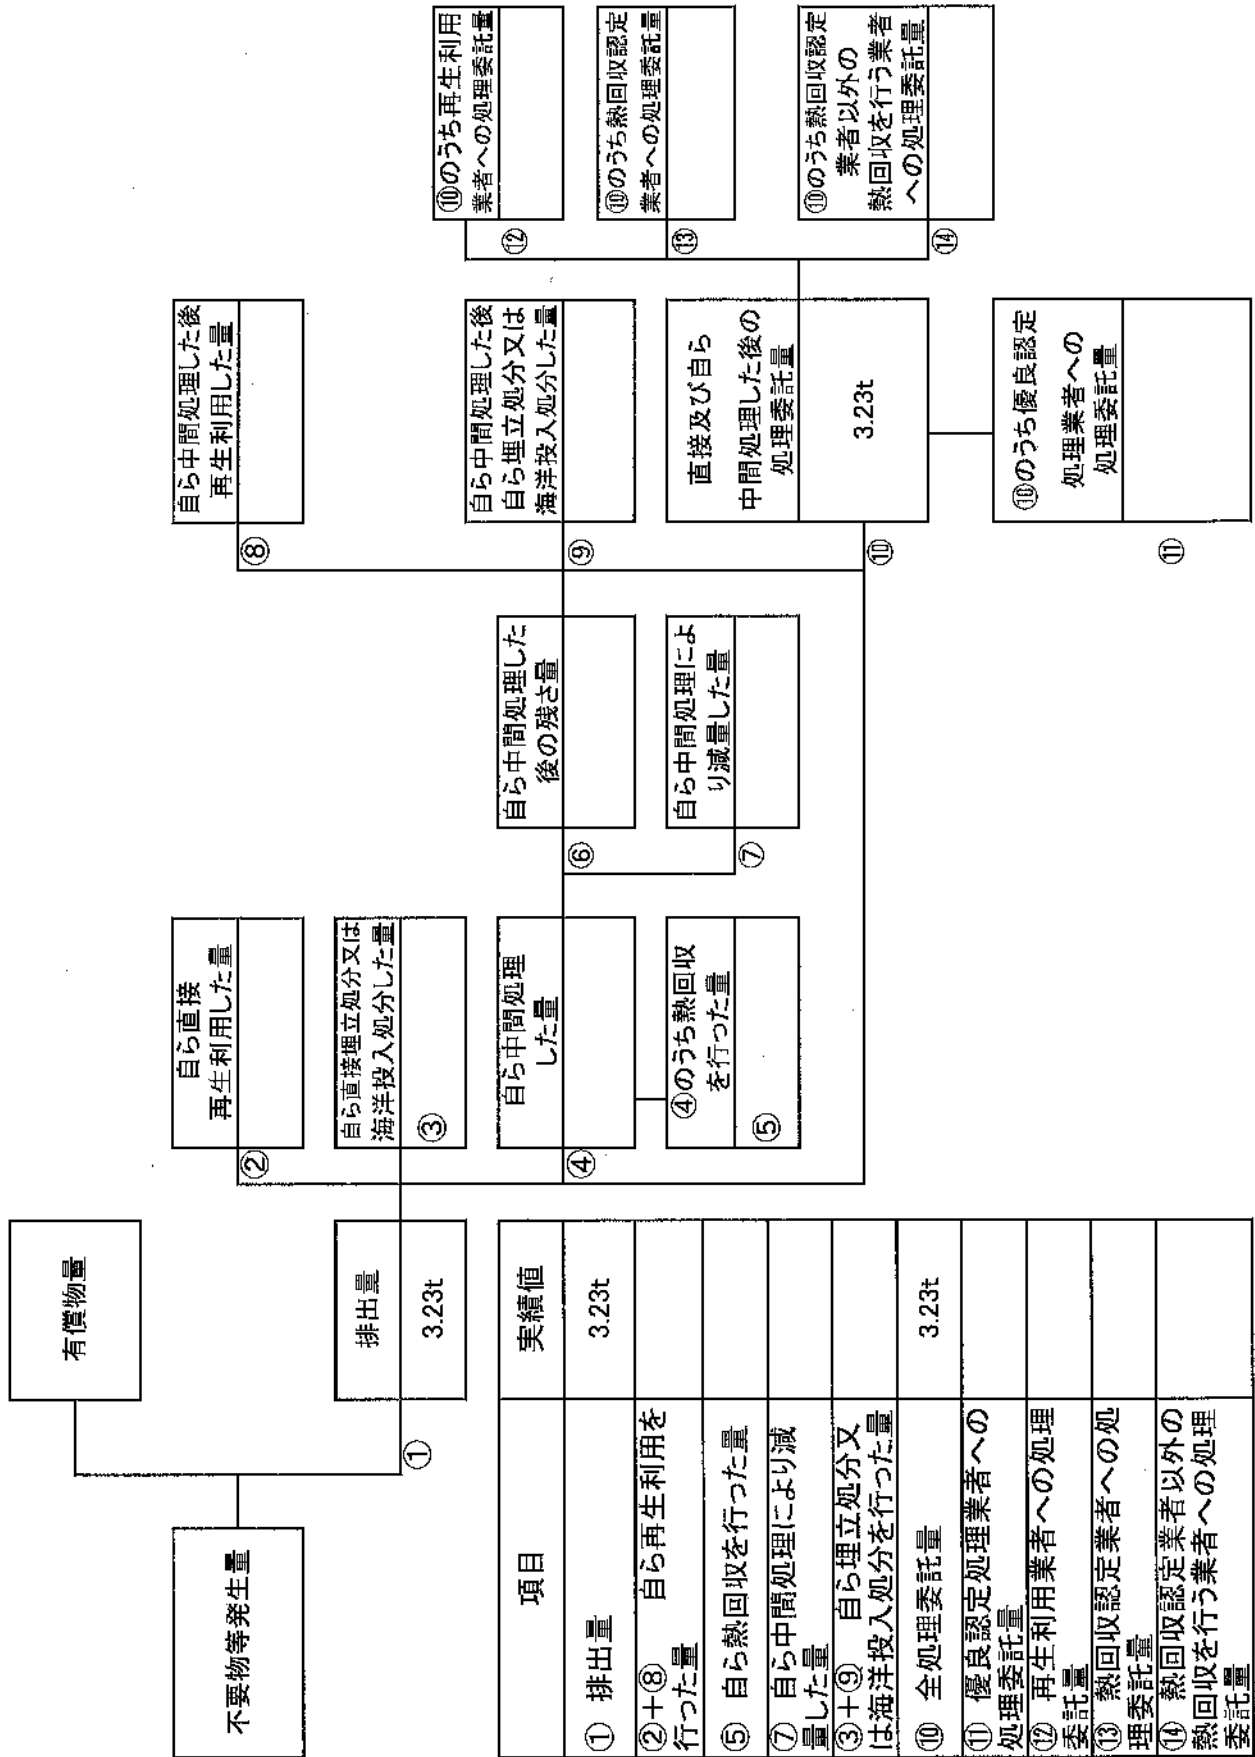 不要物等発生量
有償物量
①
排出量
3.23t
②
自ら直接
再生利用した量
自ら直接埋立処分又は
海洋投入処分した量
③
④
自ら中間処理
した量
④のうち熱回収
を行った量
⑤
⑥
自ら中間処理した
後の残さ量
⑦
自ら中間処理によ
り減量した量
⑧
自ら中間処理した後
再生利用した量
⑨
自ら中間処理した後
自ら埋立処分又は
海洋投入処分した量
⑩
直接及び自ら
中間処理した後の
処理委託量
3.23t
⑪
⑩のうち優良認定
処理業者への
処理委託量
⑫
⑩のうち再生利用
業者への処理委託量
⑬
⑩のうち熱回収認定
業者への処理委託量
⑭
⑩のうち熱回収認定
業者以外の
熱回収を行う業者
への処理委託量
項目 実績値
① 排出量 3.23t
②+⑧ 自ら再生利用を
行った量
⑤ 自ら熱回収を行った量
⑦ 自ら中間処理により減
量した量
③+⑨ 自ら埋立処分又
は海洋投入処分を行った量
⑩ 全処理委託量 3.23t
⑪ 優良認定処理業者への
処理委託量
⑫ 再生利用業者への処理
委託量
⑬ 熱回収認定業者への処
理委託量
⑭ 熱回収認定業者以外の
熱回収を行う業者への処理
委託量